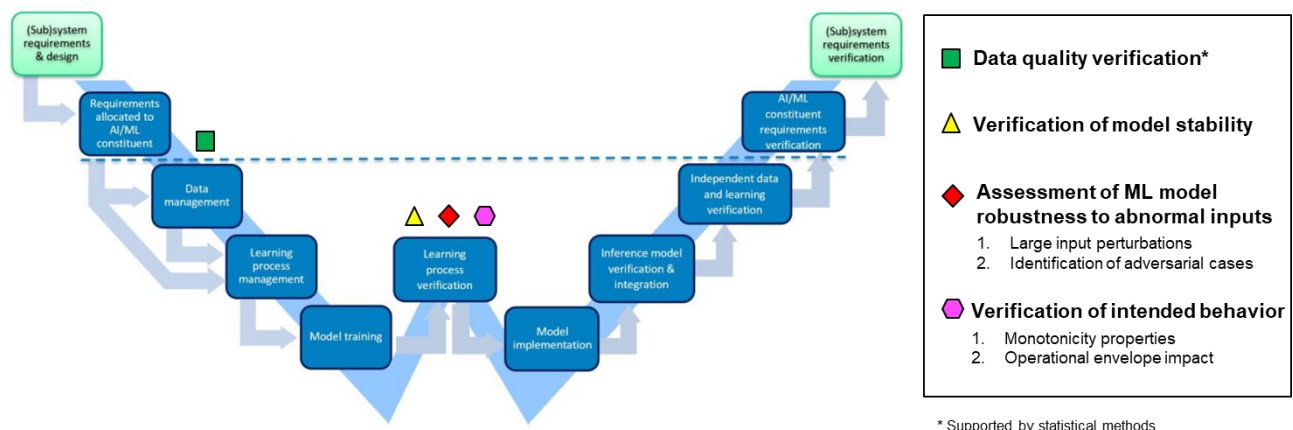 (Sub)system
requirements
& design
Requirements
allocated to
AI/ML
constituent
Data
management
Learning
process
management
Model training
Learning
process
verification
Model
implementation
Inference model
verification &
integration
Independent data
and learning
verification
AI/ML
constituent
requirements
verification
(Sub)system
requirements
verification
Data quality verification*
Verification of model stability
Assessment of ML model
robustness to abnormal inputs
1. Large input perturbations
2. Identification of adversarial cases
Verification of intended behavior
1. Monotonicity properties
2. Operational envelope impact
* Supported by statistical methods